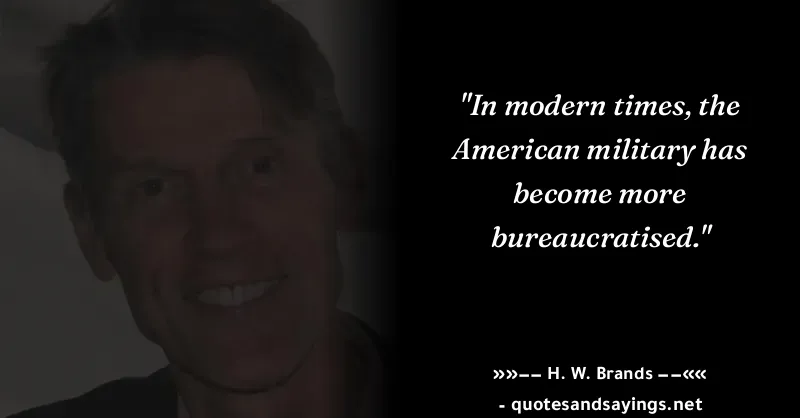 "In modern times, the
American military has
become more
bureaucratised."
»»−− H. W. Brands −−««
- quotesandsayings.net